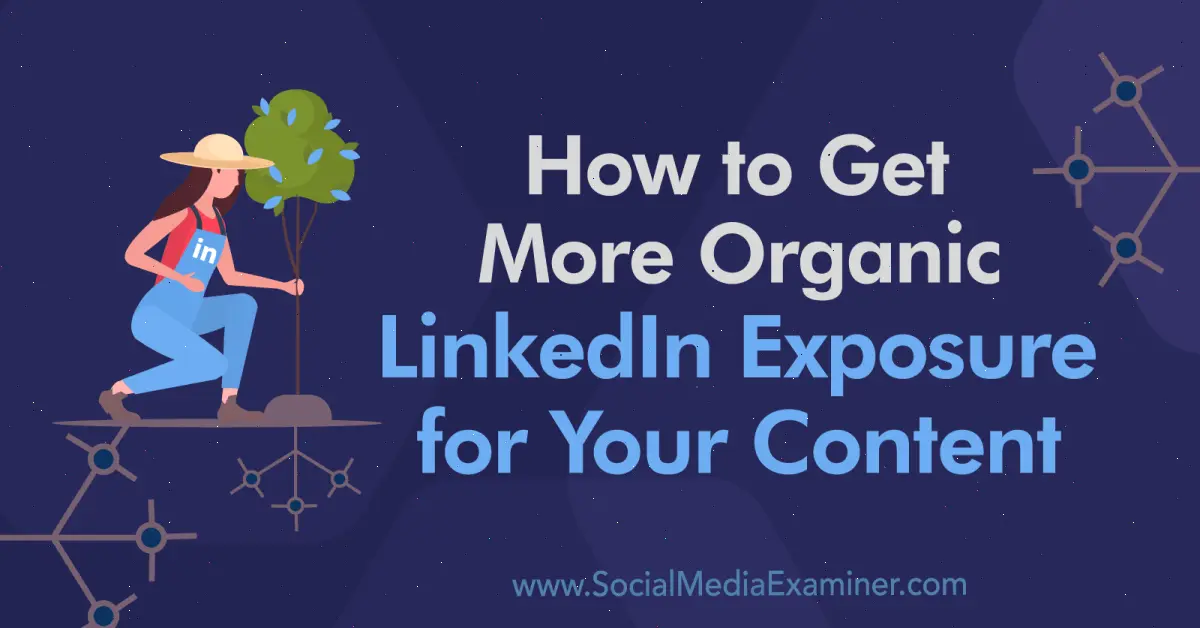 in
How to Get
More Organic
LinkedIn Exposure
for Your Content
www.SocialMediaExaminer.com